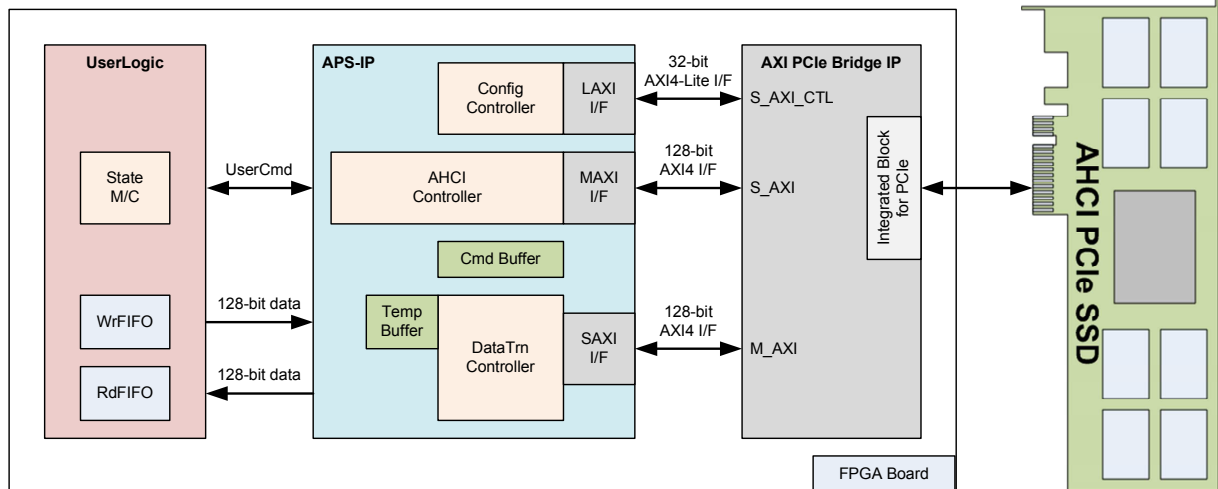 UserLogic
APS-IP
AXI PCIe Bridge IP
32-bit
AXI4-Lite I/F
Config
Controller
LAXI
I/F
S_AXI_CTL
State
M/C
UserCmd
AHCI
Controller
MAXI
I/F
128-bit
AXI4 I/F
S_AXI
Integrated Block
for PCIe
AHCI PCIe SSD
Cmd Buffer
WrFIFO
128-bit data
Temp
Buffer
DataTrn
Controller
SAXI
I/F
128-bit
AXI4 I/F
M_AXI
RdFIFO
128-bit data
FPGA Board